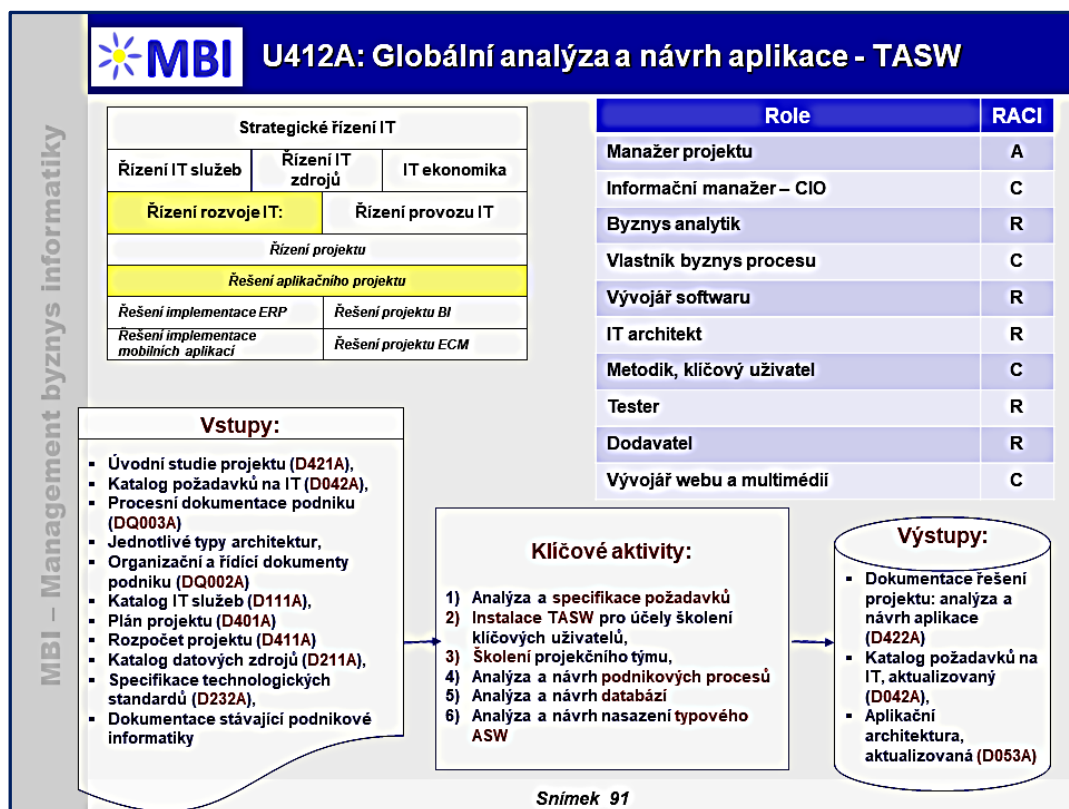 MBI
U412A: Globální analýza a návrh aplikace - TASW
MBI – Management byznys informatiky
Strategické řízení IT
Řízení IT služeb
Řízení IT
zdrojů
IT ekonomika
Řízení rozvoje IT:
Řízení provozu IT
Řízení projektu
Řešení aplikačního projektu
Řešení implementace ERP
Řešení projektu BI
Řešení implementace
mobilních aplikací
Řešení projektu ECM
Role RACI
Manažer projektu A
Informační manažer – CIO C
Byznys analytik R
Vlastník byznys procesu C
Vývojář softwaru R
IT architekt R
Metodik, klíčový uživatel C
Tester R
Dodavatel R
Vývojář webu a multimédií C
Vstupy:
▪ Úvodní studie projektu (D421A),
▪ Katalog požadavků na IT (D042A),
▪ Procesní dokumentace podniku
(DQ003A)
▪ Jednotlivé typy architektur,
▪ Organizační a řídící dokumenty
podniku (DQ002A)
▪ Katalog IT služeb (D111A),
▪ Plán projektu (D401A)
▪ Rozpočet projektu (D411A)
▪ Katalog datových zdrojů (D211A),
▪ Specifikace technologických
standardů (D232A),
▪ Dokumentace stávající podnikové
informatiky
Klíčové aktivity:
1) Analýza a specifikace požadavků
2) Instalace TASW pro účely školení
klíčových uživatelů,
3) Školení projekčního týmu,
4) Analýza a návrh podnikových procesů
5) Analýza a návrh databází
6) Analýza a návrh nasazení typového
ASW
Výstupy:
▪ Dokumentace řešení
projektu: analýza a
návrh aplikace
(D422A)
▪ Katalog požadavků na
IT, aktualizovaný
(D042A),
▪ Aplikační
architektura,
aktualizovaná (D053A)
Snímek 91